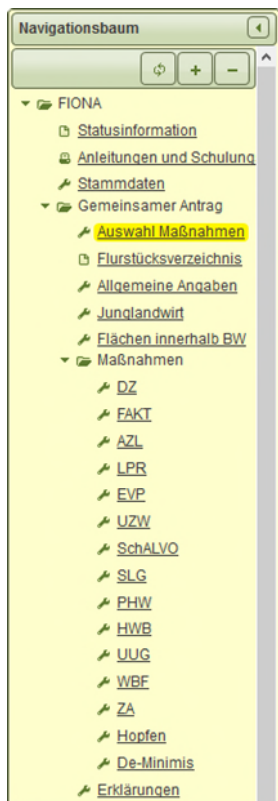 Navigationsbaum
FIONA
Statusinformation
Anleitungen und Schulung
Stammdaten
Gemeinsamer Antrag
Auswahl Maßnahmen
Flurstücksverzeichnis
Allgemeine Angaben
Junglandwirt
Flächen innerhalb BW
Maßnahmen
DZ
FAKT
AZL
LPR
EVP
UZW
SchALVO
SLG
PHW
HWB
UUG
WBF
ZA
Hopfen
De-Minimis
Erklärungen